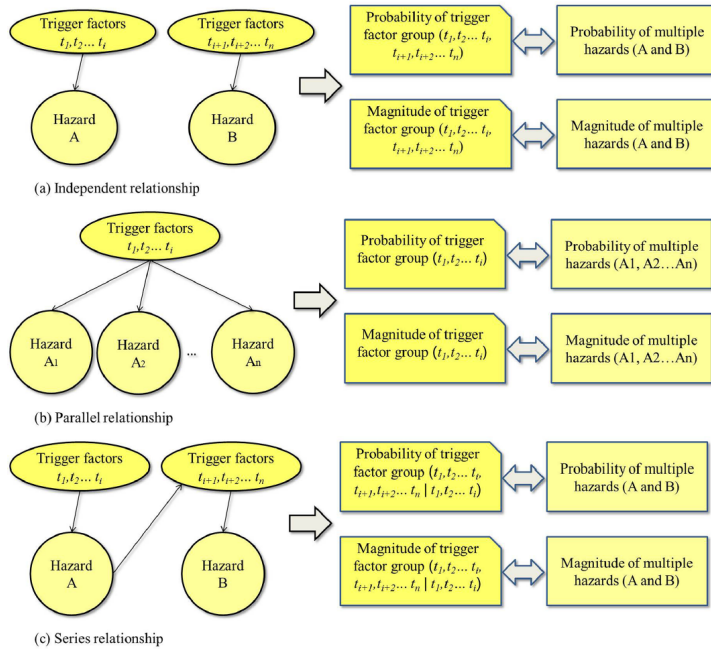 Trigger factors
t1,t2... ti
Trigger factors
ti+1,ti+2... tn
Hazard
A
Hazard
B
Probability of trigger
factor group (t1,t2... ti,
ti+1,ti+2... tn)
Probability of multiple
hazards (A and B)
Magnitude of trigger
factor group (t1,t2... ti,
ti+1,ti+2... tn)
Magnitude of multiple
hazards (A and B)
(a) Independent relationship
Trigger factors
t1,t2... ti
Hazard
A1
Hazard
A2
...
Hazard
An
Probability of trigger
factor group (t1,t2... ti)
Probability of multiple
hazards (A1, A2...An)
Magnitude of trigger
factor group (t1,t2... ti)
Magnitude of multiple
hazards (A1, A2...An)
(b) Parallel relationship
Trigger factors
t1,t2... ti
Trigger factors
ti+1,ti+2... tn
Hazard
A
Hazard
B
Probability of trigger
factor group (t1,t2... ti,
ti+1,ti+2... tn | t1,t2... ti)
Probability of multiple
hazards (A and B)
Magnitude of trigger
factor group (t1,t2... ti,
ti+1,ti+2... tn | t1,t2... ti)
Magnitude of multiple
hazards (A and B)
(c) Series relationship